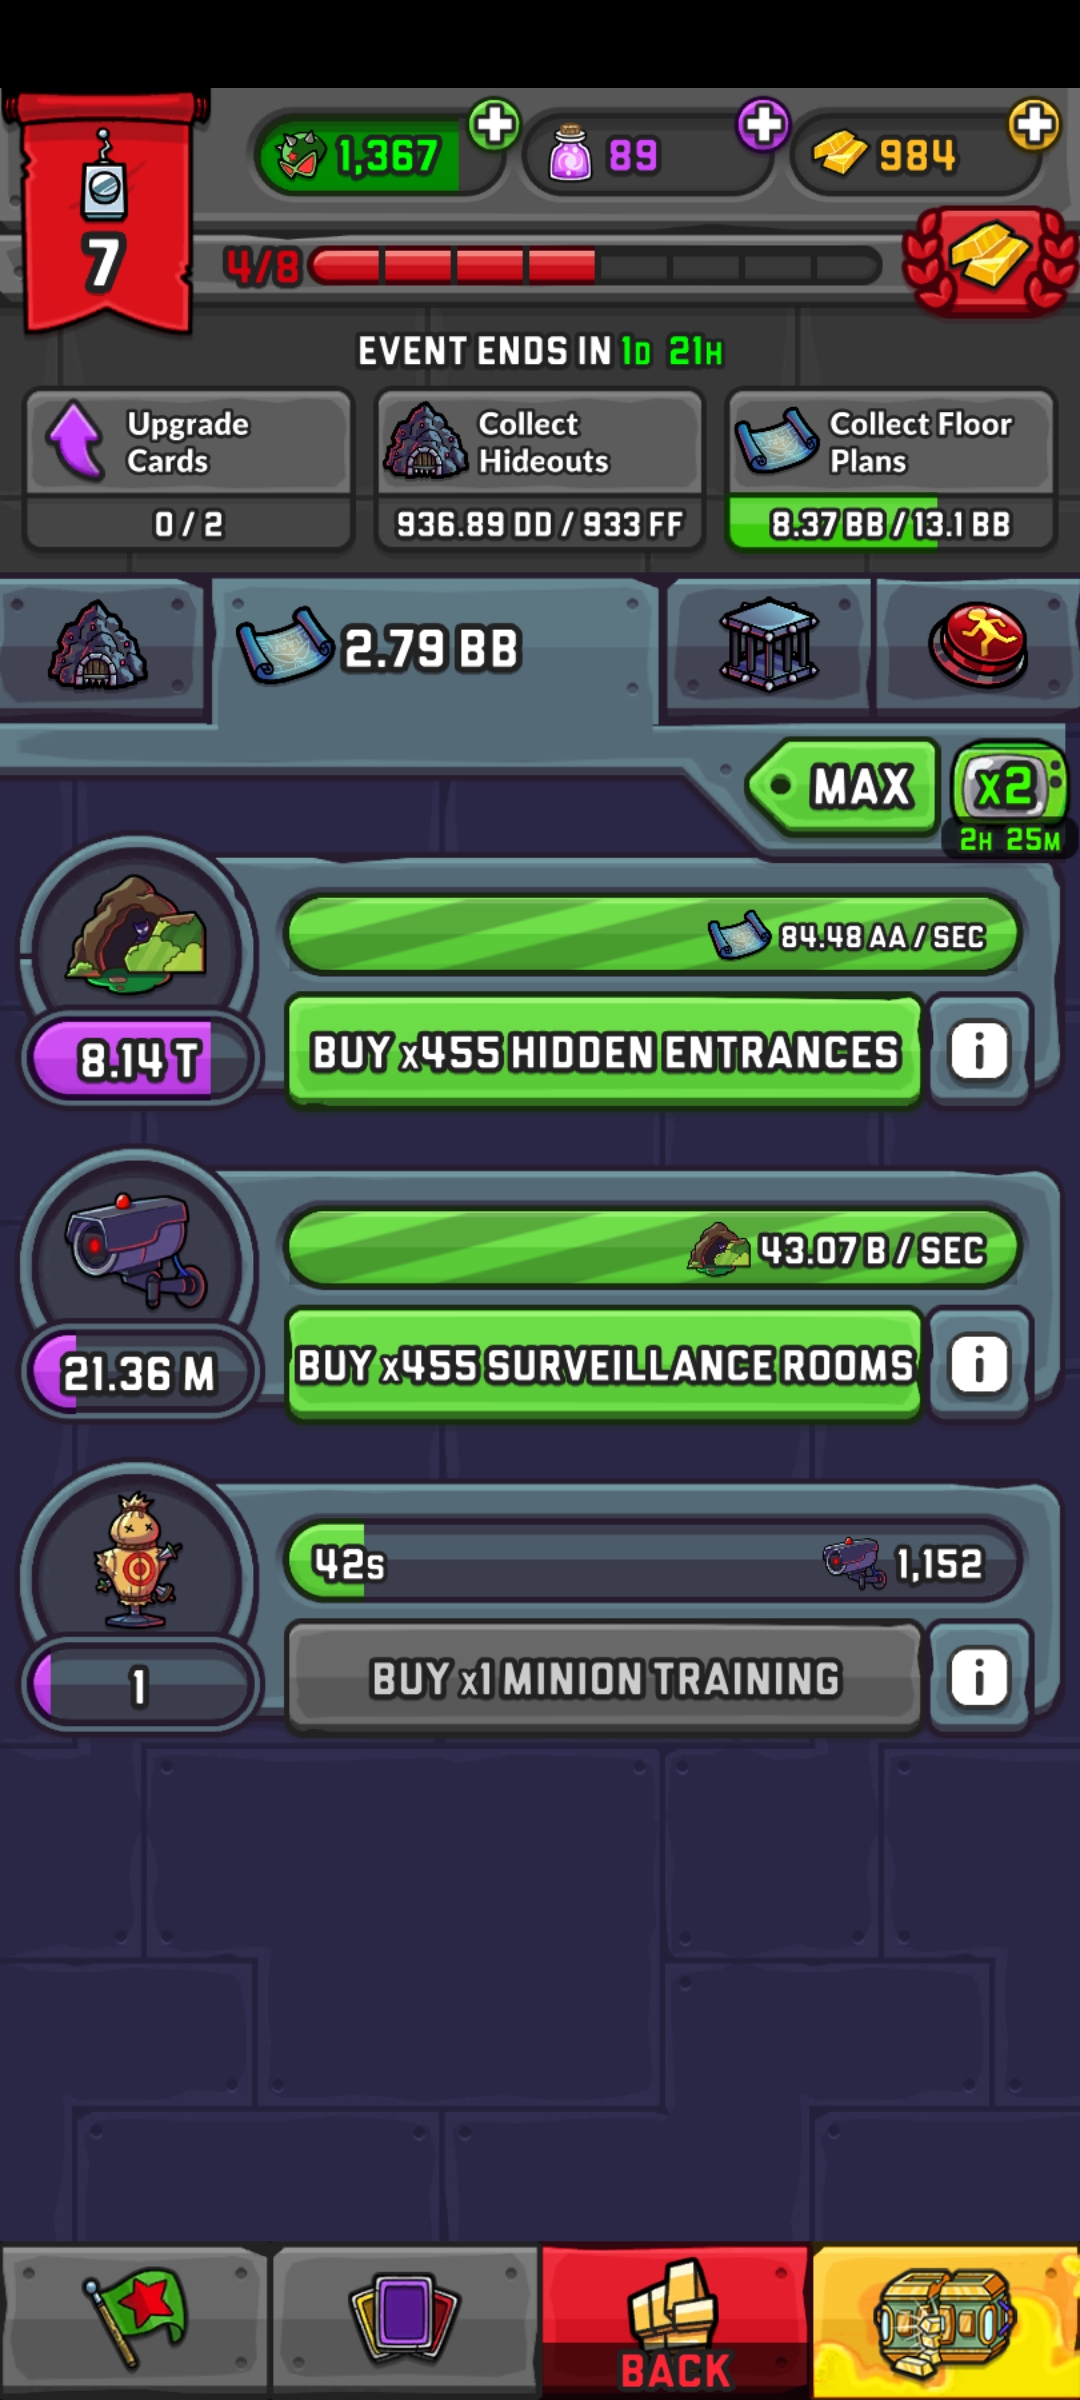 1,367
89
984
7
4/8
EVENT ENDS IN 1D 21H
Upgrade
Cards
Collect
Hideouts
Collect Floor
Plans
0 / 2
936.89 DD / 933 FF
8.37 BB / 13.1 BB
2.79 BB
MAX
x2
2H 25M
84.48 AA / SEC
8.14 T
BUY x455 HIDDEN ENTRANCES
i
43.07 B / SEC
21.36 M
BUY x455 SURVEILLANCE ROOMS
i
42s
1,152
1
BUY x1 MINION TRAINING
i
BACK